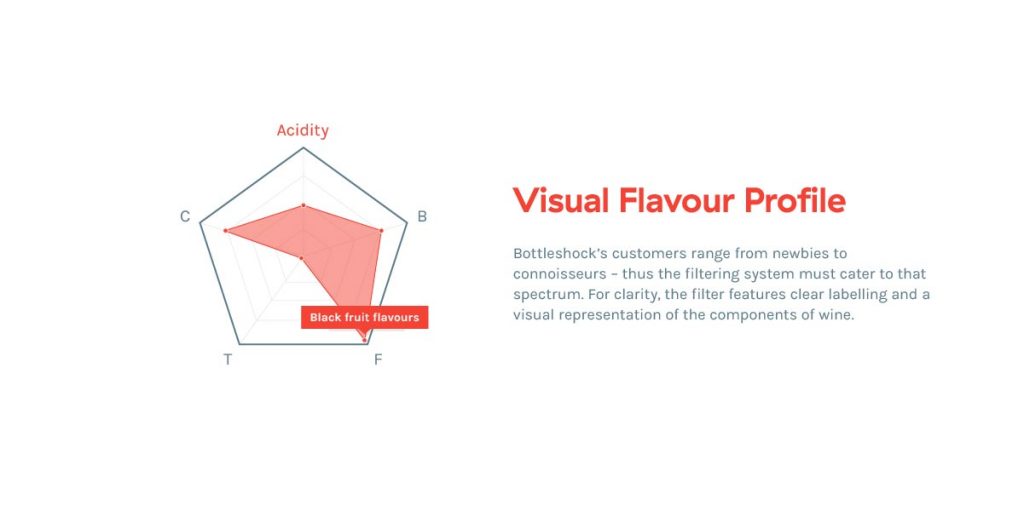 Acidity
C
B
Black fruit flavours
T
F
Visual Flavour Profile
Bottleshock’s customers range from newbies to
connoisseurs – thus the filtering system must cater to that
spectrum. For clarity, the filter features clear labelling and a
visual representation of the components of wine.